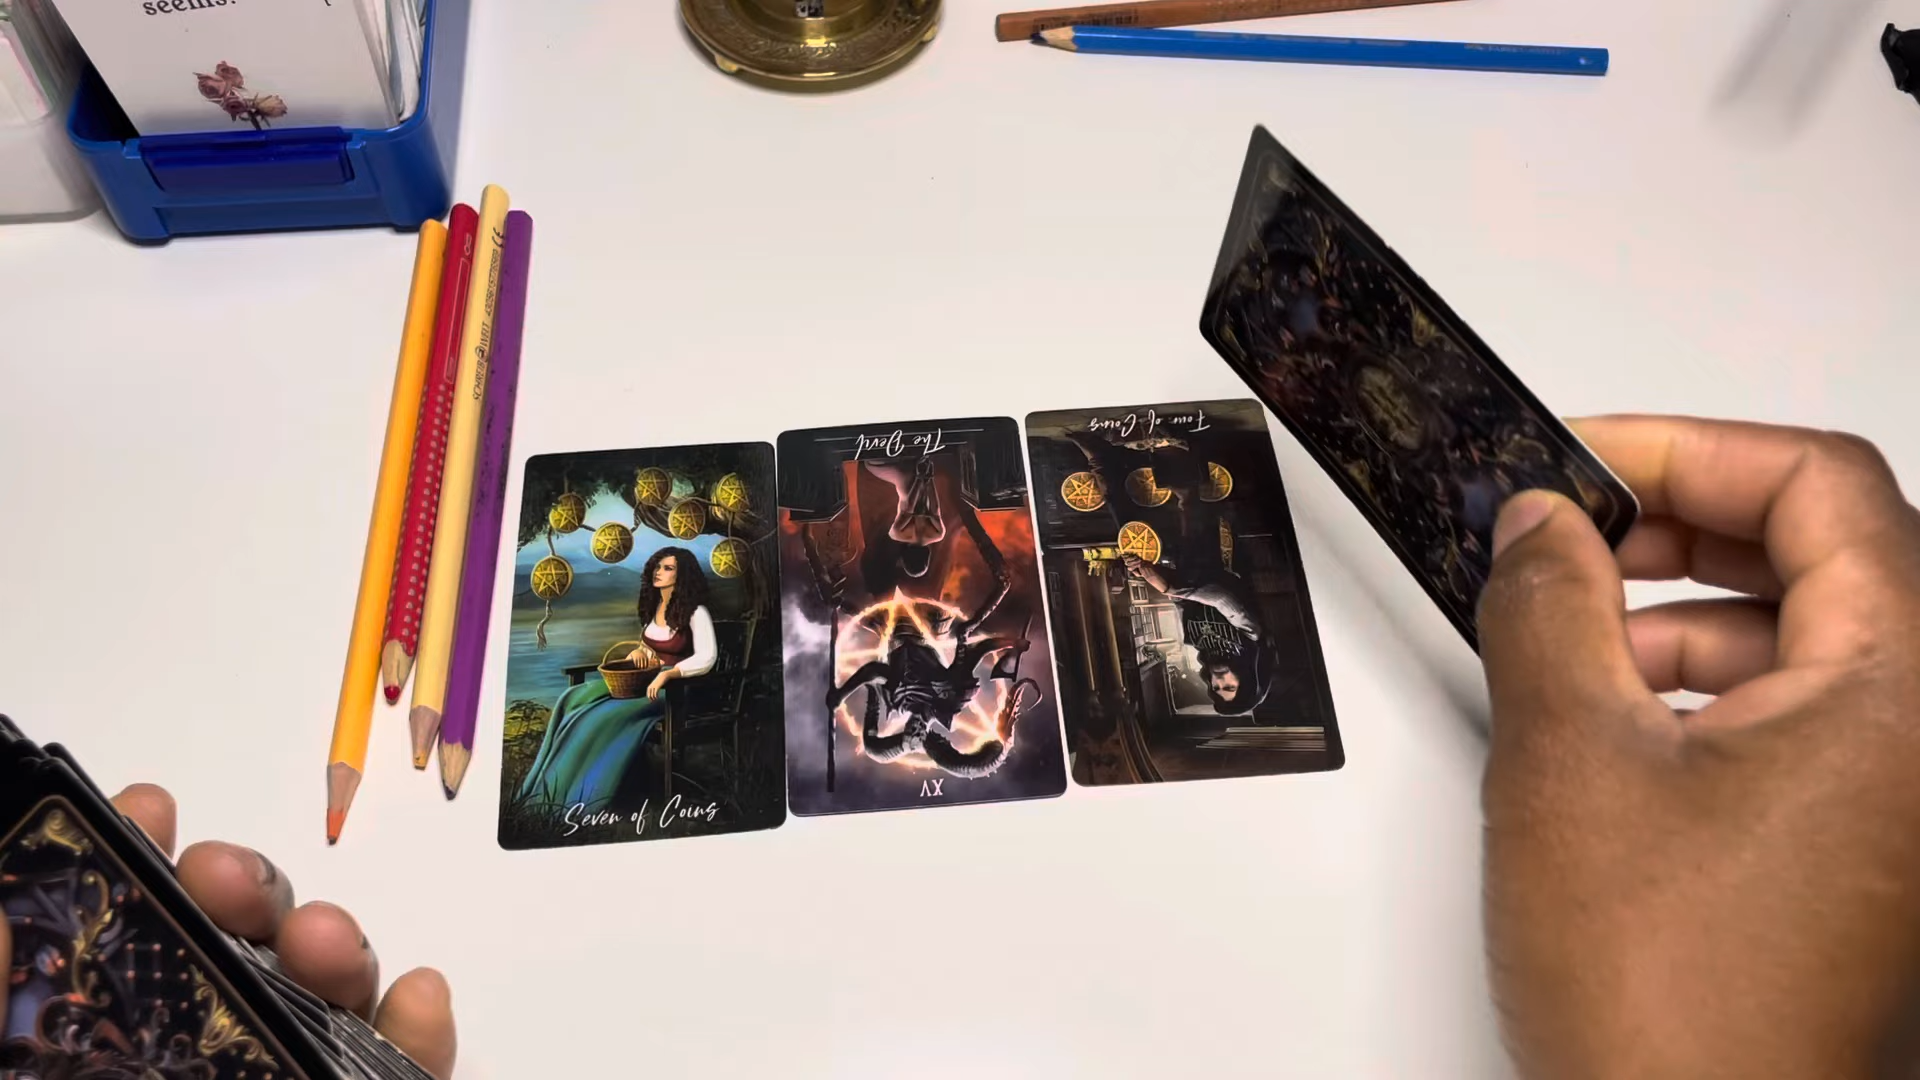 seems.
The Devil
Four of Coins
XV
Seven of Coins